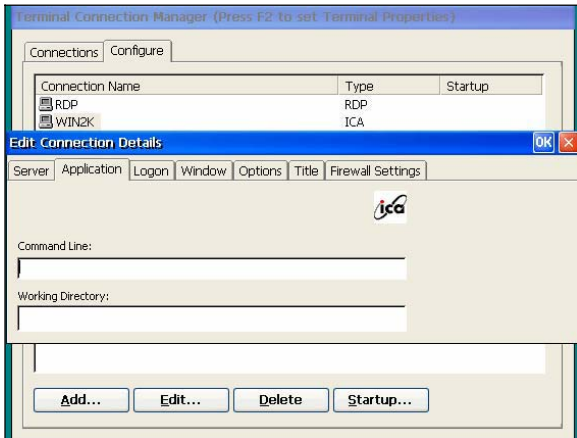 Terminal Connection Manager (Press F2 to set Terminal Properties)
Connections Configure
Connection Name Type Startup
RDP RDP
WIN2K ICA
Edit Connection Details OK
Server Application Logon Window Options Title Firewall Settings
ica
Command Line:
Working Directory:
Add... Edit... Delete Startup...